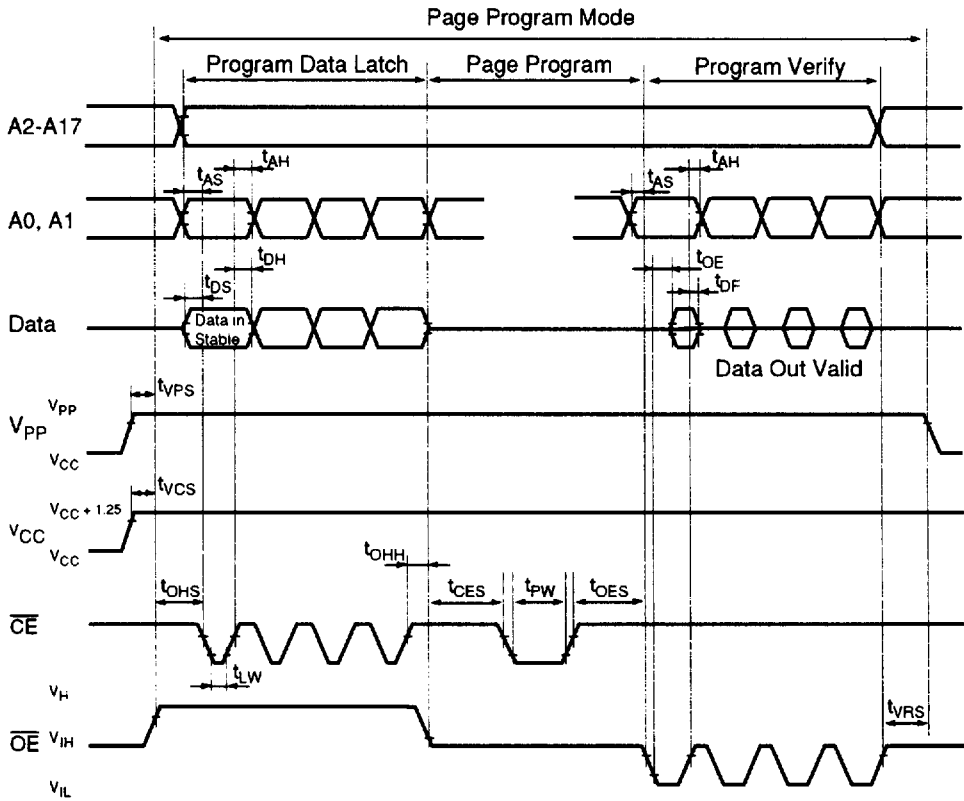 Page Program Mode
Program Data Latch Page Program Program Verify
A2-A17
tAH tAH
tAS tAS
A0, A1
tDH tOE
tDS tDF
Data Data in Stable
Data Out Valid
tVPS
VPP
VPP
VCC
tVCS
VCC + 1.25
VCC
VCC
tOHH
tOHS tCES tPW tOES
CE
tLW
VH
tVRS
OE VIH
VIL